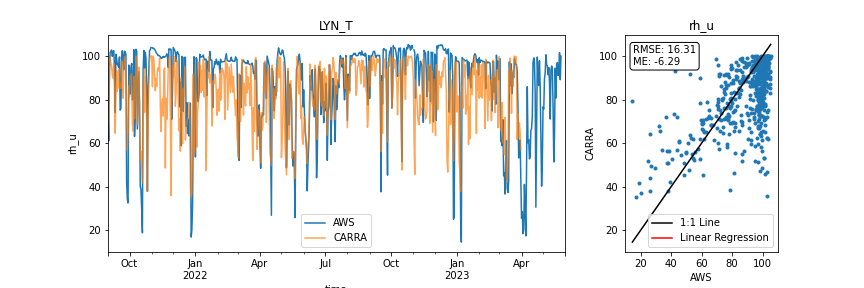 LYN_T
rh_u
100
80
60
40
20
Oct
Jan
2022
Apr
Jul
Oct
Jan
2023
Apr
time
AWS
CARRA
rh_u
CARRA
100
80
60
40
20
RMSE: 16.31
ME: -6.29
1:1 Line
Linear Regression
20
40
60
80
100
AWS